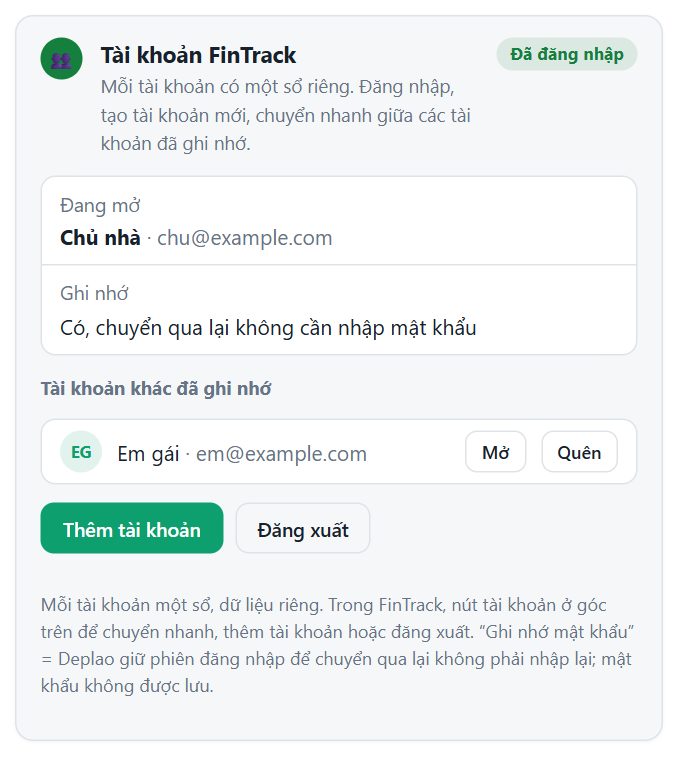 Tài khoản FinTrack
Đã đăng nhập
Mỗi tài khoản có một sổ riêng. Đăng nhập,
tạo tài khoản mới, chuyển nhanh giữa các tài
khoản đã ghi nhớ.
Đang mở
Chủ nhà · chu@example.com
Ghi nhớ
Có, chuyển qua lại không cần nhập mật khẩu
Tài khoản khác đã ghi nhớ
EG
Em gái · em@example.com
Mở
Quên
Thêm tài khoản
Đăng xuất
Mỗi tài khoản một sổ, dữ liệu riêng. Trong FinTrack, nút tài khoản ở góc
trên để chuyển nhanh, thêm tài khoản hoặc đăng xuất. “Ghi nhớ mật khẩu”
= Deplao giữ phiên đăng nhập để chuyển qua lại không phải nhập lại; mật
khẩu không được lưu.